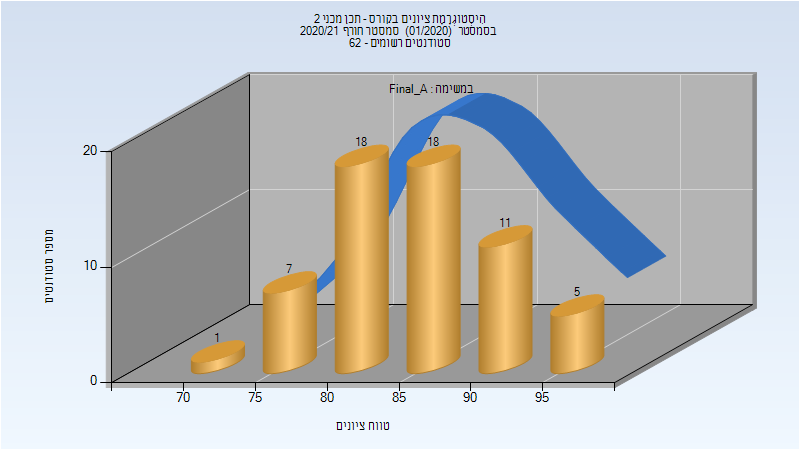 היסטוגרמת ציונים בקורס - תכן מכני 2
בסמסטר (01/2020) סמסטר חורף 2020/21
סטודנטים רשומים - 62
במשימה : Final_A
20
10
0
מספר סטודנטים
1
7
18
18
11
5
70
75
80
85
90
95
טווח ציונים